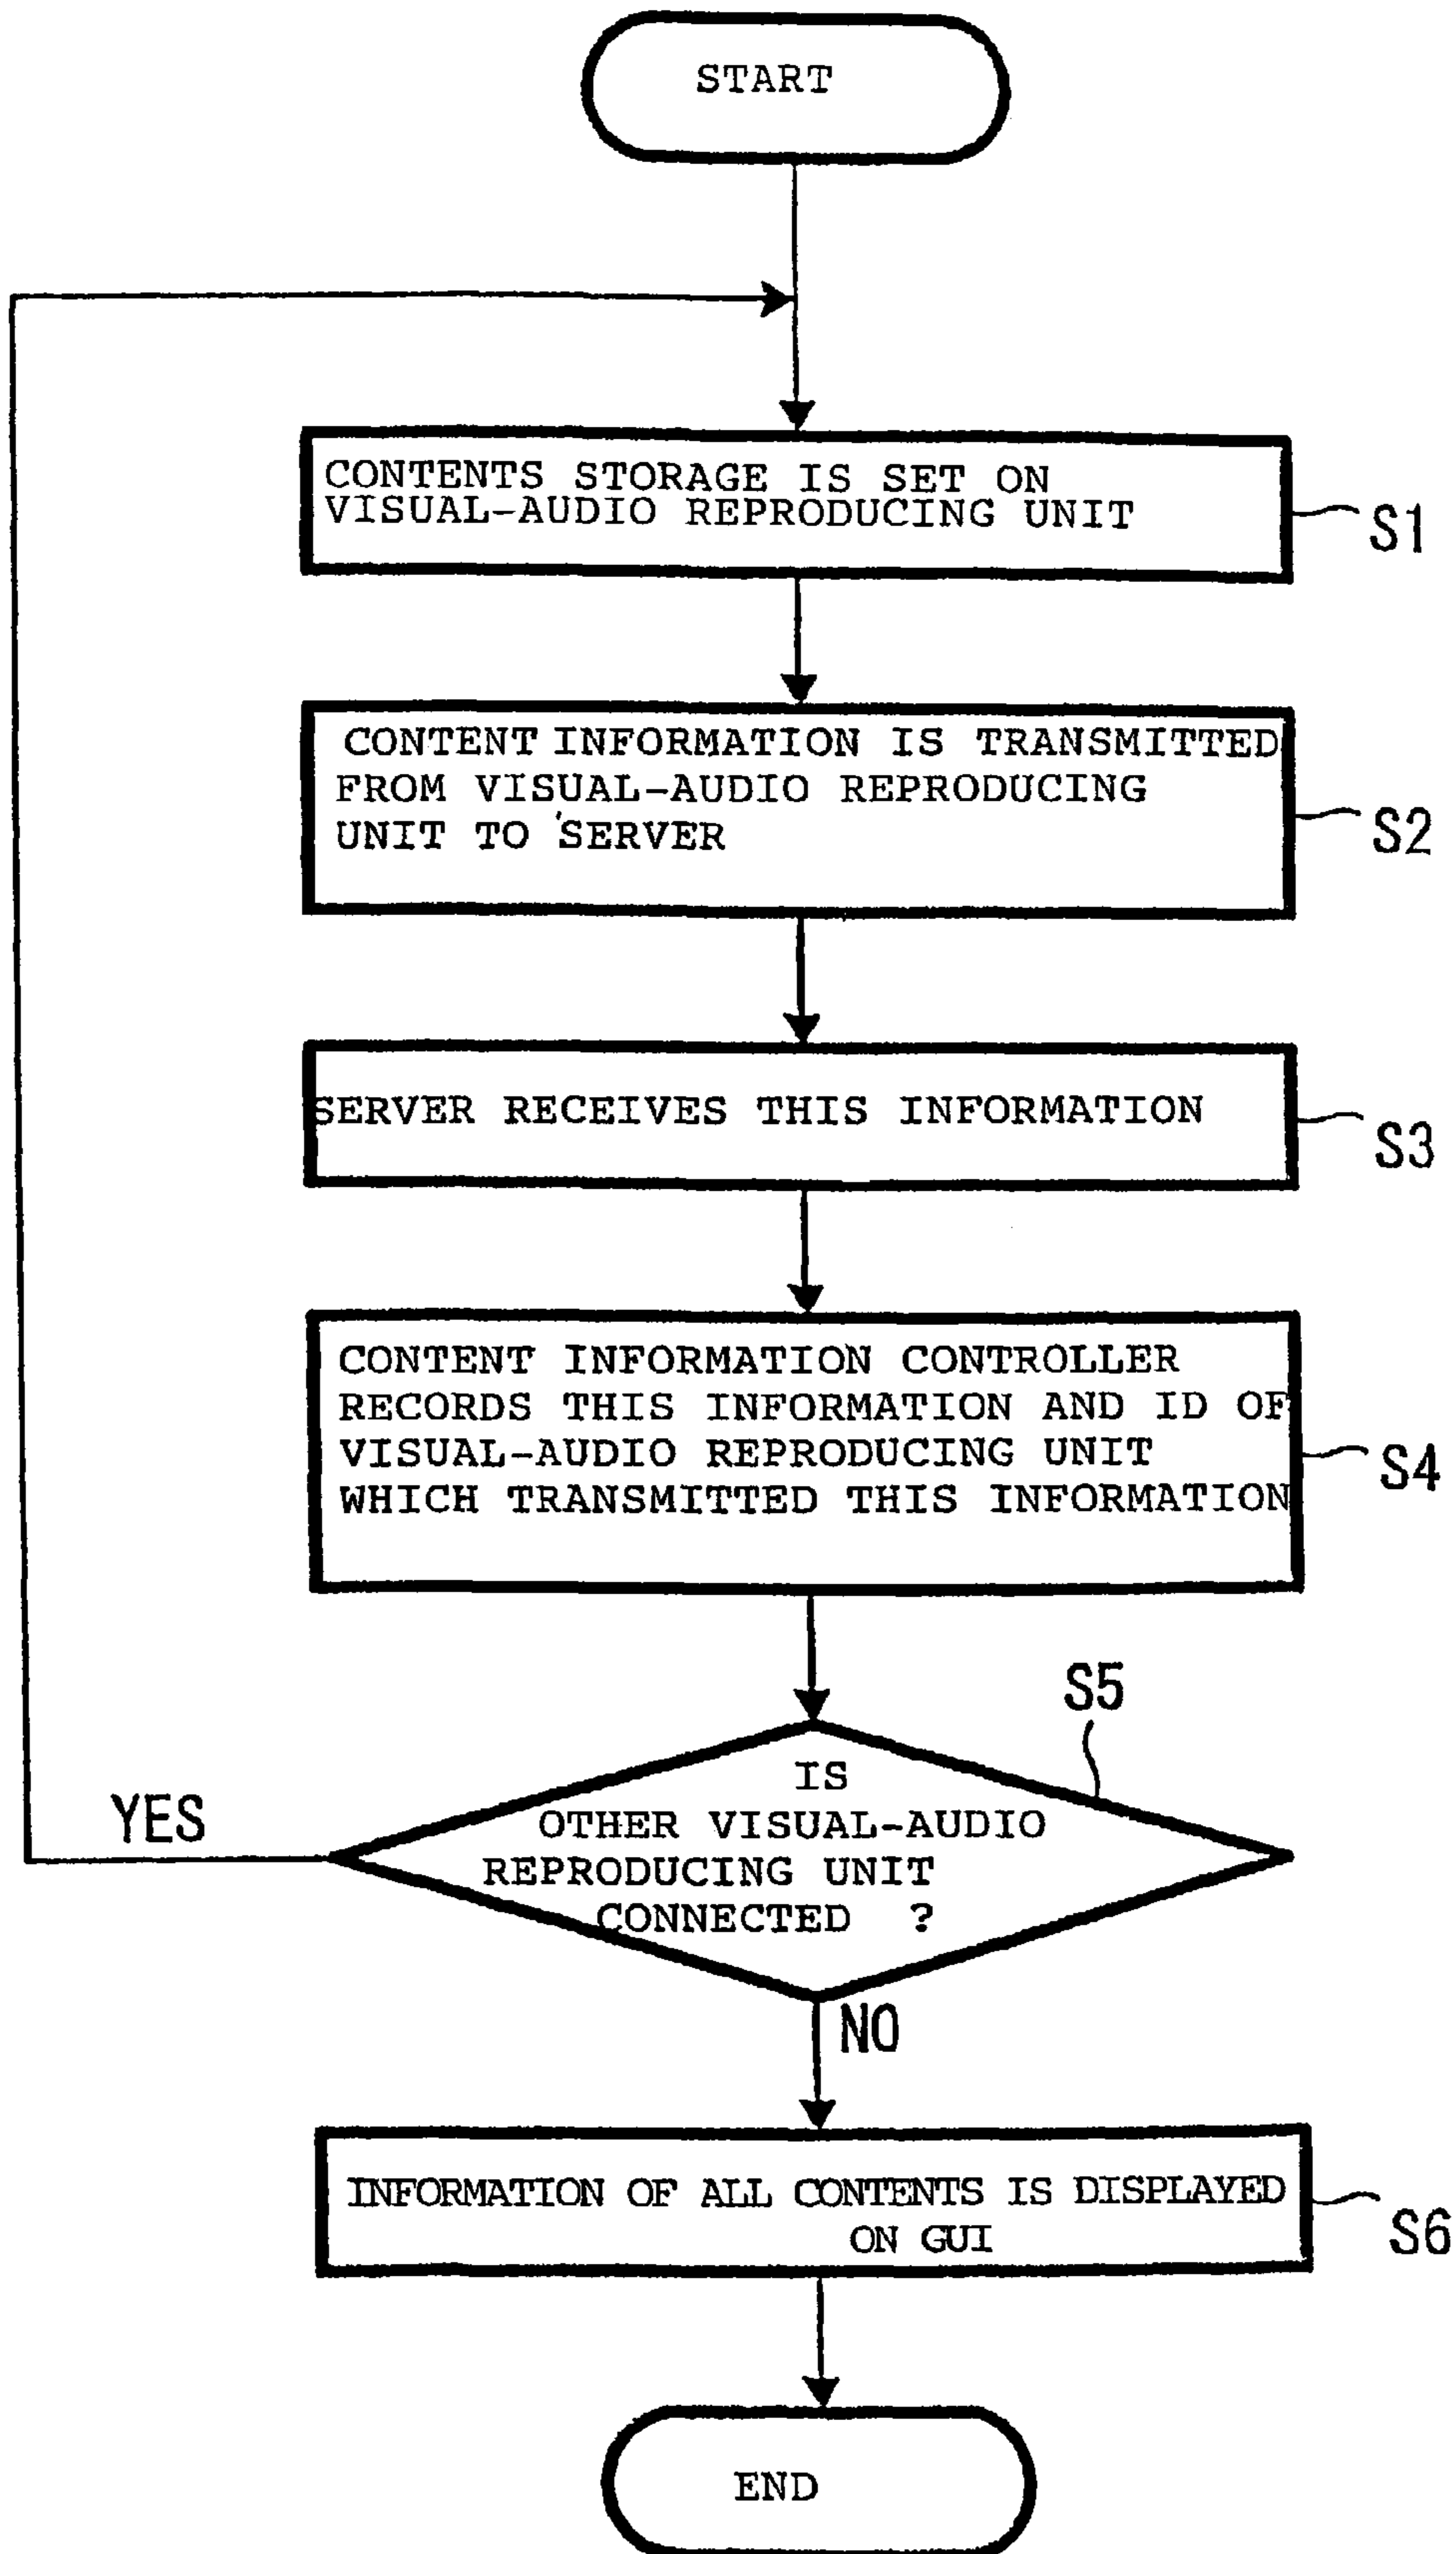 START
CONTENTS STORAGE IS SET ON
VISUAL-AUDIO REPRODUCING UNIT
S1
CONTENT INFORMATION IS TRANSMITTED
FROM VISUAL-AUDIO REPRODUCING
UNIT TO SERVER
S2
SERVER RECEIVES THIS INFORMATION
S3
CONTENT INFORMATION CONTROLLER
RECORDS THIS INFORMATION AND ID OF
VISUAL-AUDIO REPRODUCING UNIT
WHICH TRANSMITTED THIS INFORMATION
S4
S5
IS
OTHER VISUAL-AUDIO
REPRODUCING UNIT
CONNECTED ?
YES
NO
INFORMATION OF ALL CONTENTS IS DISPLAYED
ON GUI
S6
END